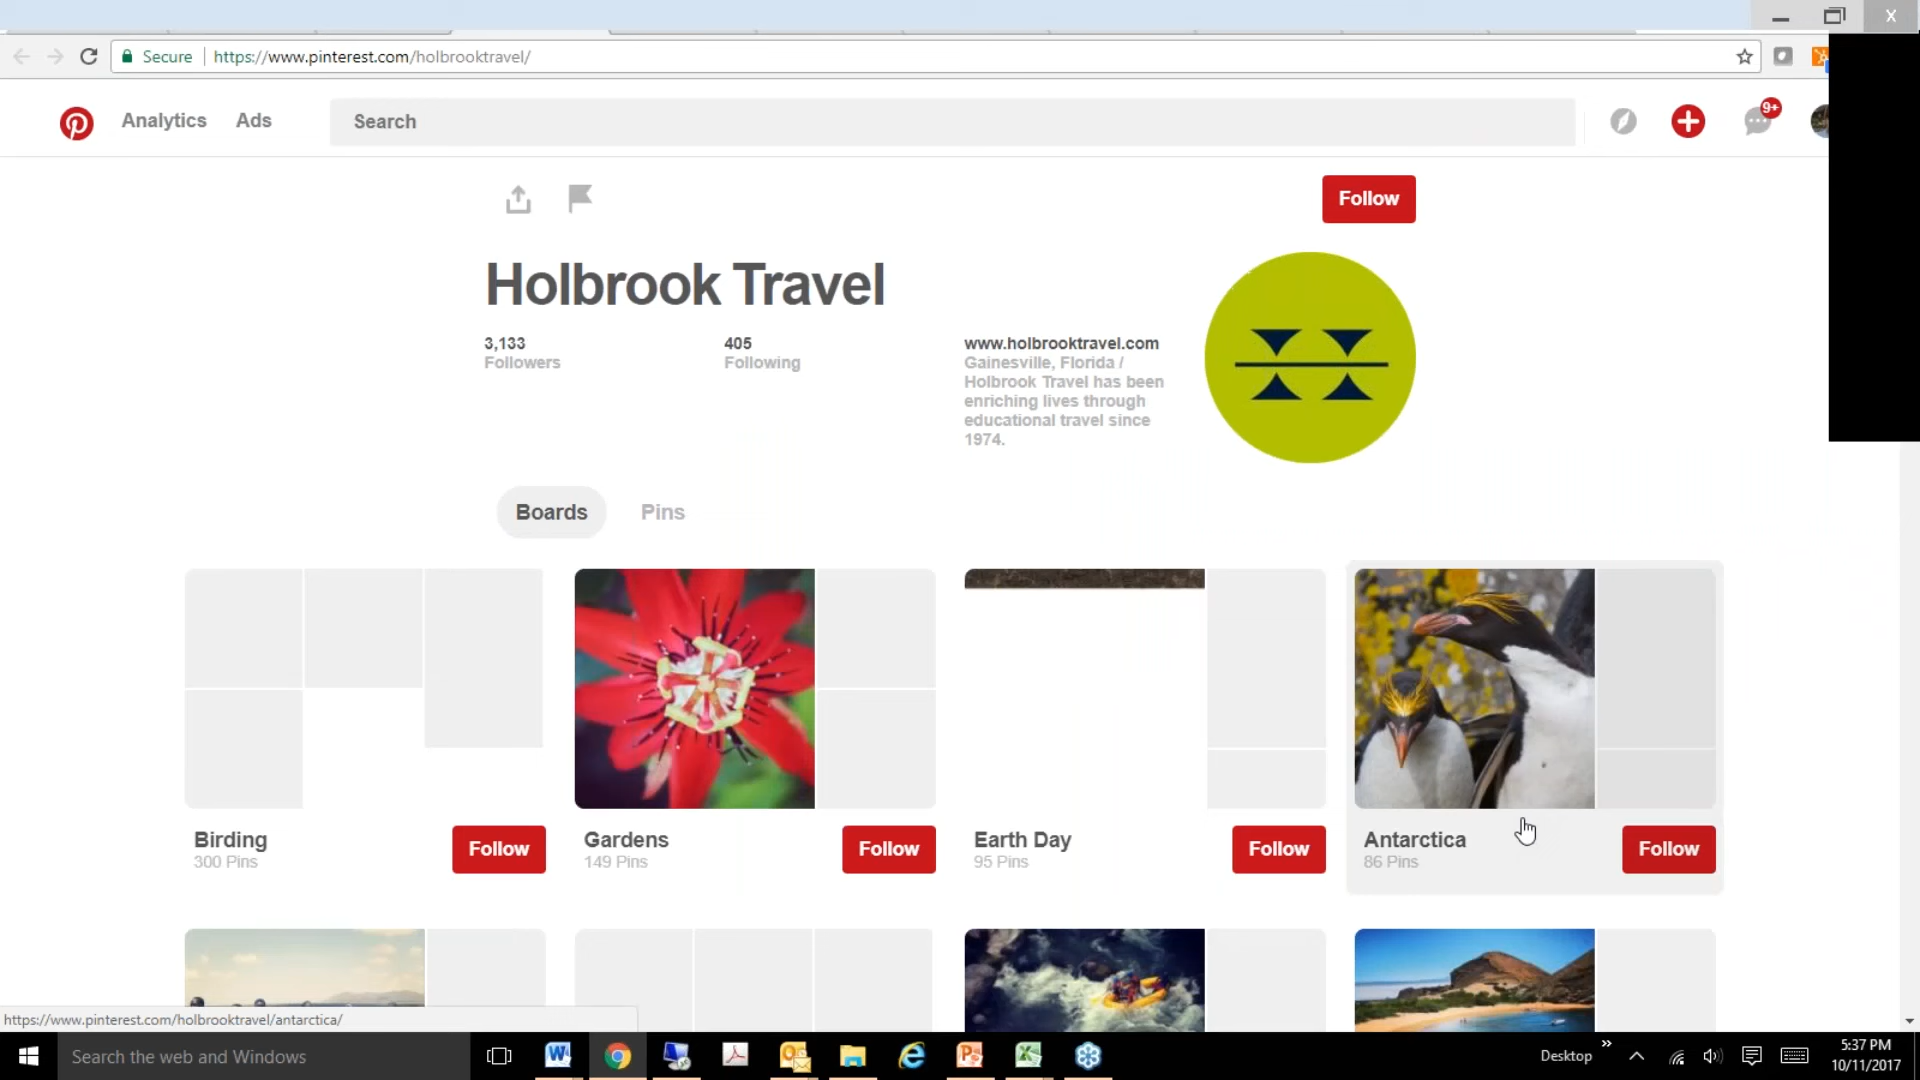 X
Secure
https://www.pinterest.com/holbrooktravel/
Analytics
Ads
Search
9+
Follow
Holbrook Travel
3,133
Followers
405
Following
www.holbrooktravel.com
Gainesville, Florida /
Holbrook Travel has been
enriching lives through
educational travel since
1974.
Boards
Pins
Birding
300 Pins
Follow
Gardens
149 Pins
Follow
Earth Day
95 Pins
Follow
Antarctica
86 Pins
Follow
https://www.pinterest.com/holbrooktravel/antarctica/
Search the web and Windows
Desktop
5:37 PM
10/11/2017